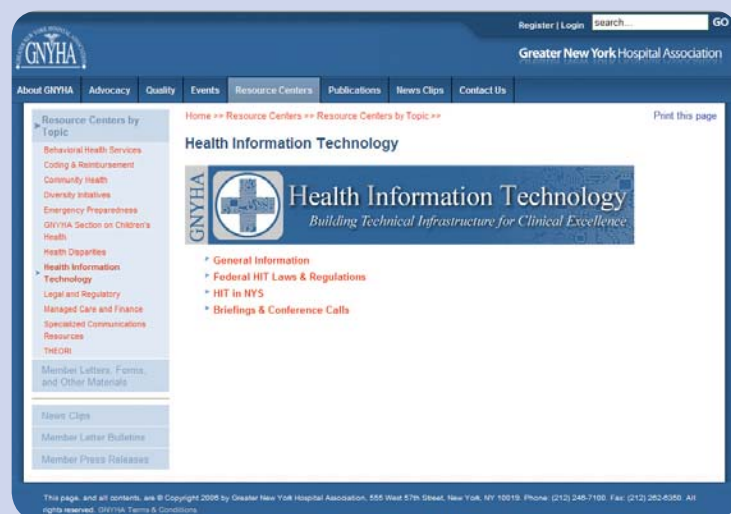 Register | Login search... GO
GREATER NEW YORK HOSPITAL ASSOCIATION
GNYHA
Greater New York Hospital Association
About GNYHA Advocacy Quality Events Resource Centers Publications News Clips Contact Us
Resource Centers by
Topic
Behavioral Health Services
Coding & Reimbursement
Community Health
Diversity Initiatives
Emergency Preparedness
GNYHA Section on Children's
Health
Health Disparities
Health Information
Technology
Legal and Regulatory
Managed Care and Finance
Specialized Communications
Resources
THEORI
Member Letters, Forms,
and Other Materials
News Clips
Member Letter Bulletins
Member Press Releases
Home >> Resource Centers >> Resource Centers by Topic >>
Print this page
Health Information Technology
GNYHA
Health Information Technology
Building Technical Infrastructure for Clinical Excellence
General Information
Federal HIT Laws & Regulations
HIT in NYS
Briefings & Conference Calls
This page, and all contents, are © Copyright 2006 by Greater New York Hospital Association, 555 West 57th Street, New York, NY 10019. Phone: (212) 246-7100. Fax: (212) 262-6350. All
rights reserved. GNYHA Terms & Conditions